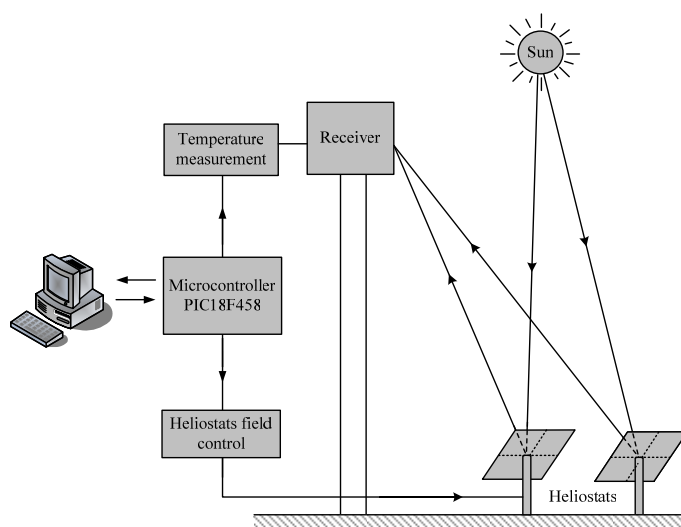 Sun
Temperature
measurement
Receiver
Microcontroller
PIC18F458
Heliostats field
control
Heliostats